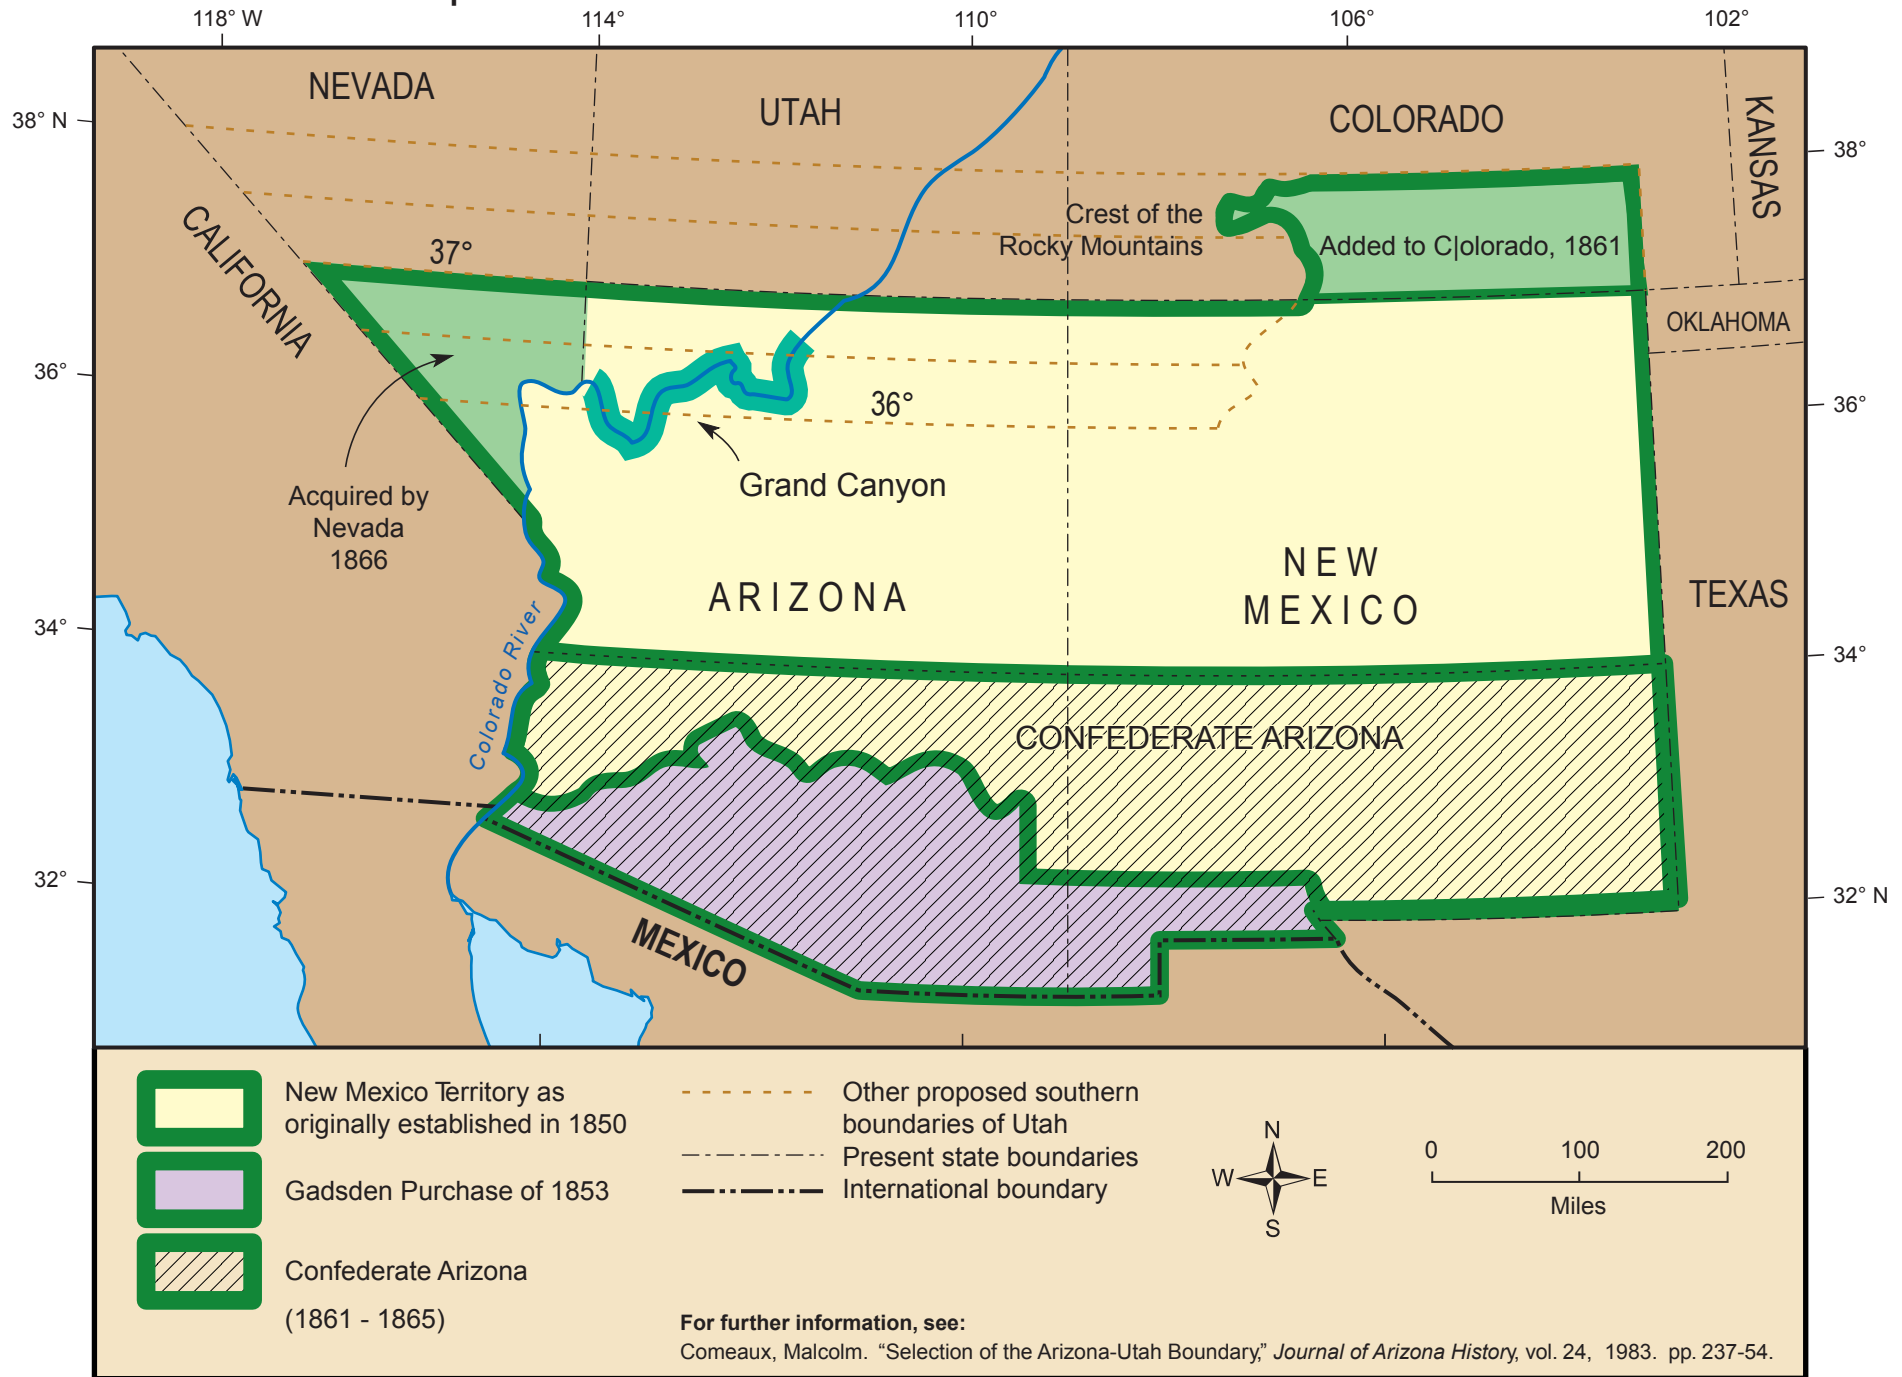 118° W
114°
110°
106°
102°
38° N
36°
34°
32°
38°
36°
34°
32° N
NEVADA
UTAH
COLORADO
KANSAS
CALIFORNIA
37°
Crest of the
Rocky Mountains
Added to C|olorado, 1861
OKLAHOMA
36°
Grand Canyon
Acquired by
Nevada
1866
ARIZONA
NEW
MEXICO
TEXAS
Colorado River
CONFEDERATE ARIZONA
MEXICO
New Mexico Territory as
originally established in 1850
Gadsden Purchase of 1853
Confederate Arizona
(1861 - 1865)
Other proposed southern
boundaries of Utah
Present state boundaries
International boundary
N
W E
S
0 100 200
Miles
For further information, see:
Comeaux, Malcolm. “Selection of the Arizona-Utah Boundary,” Journal of Arizona History, vol. 24, 1983. pp. 237-54.